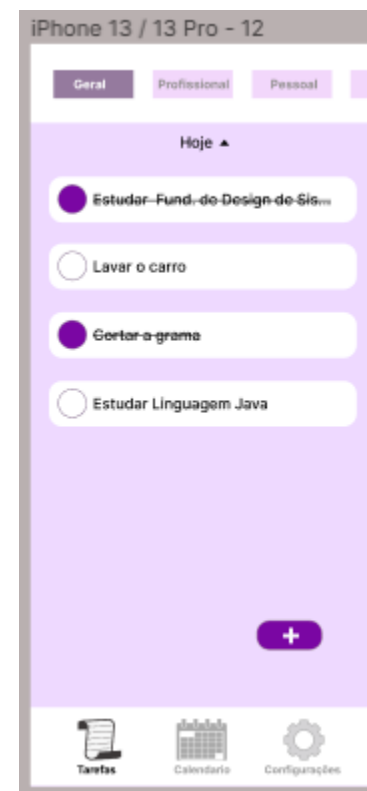 iPhone 13 / 13 Pro - 12
Geral Profissional Pessoal
Hoje ▲
Estudar Fund. de Design de Sis...
Lavar o carro
Cortar a grama
Estudar Linguagem Java
+
Tarefas Calendario Configurações